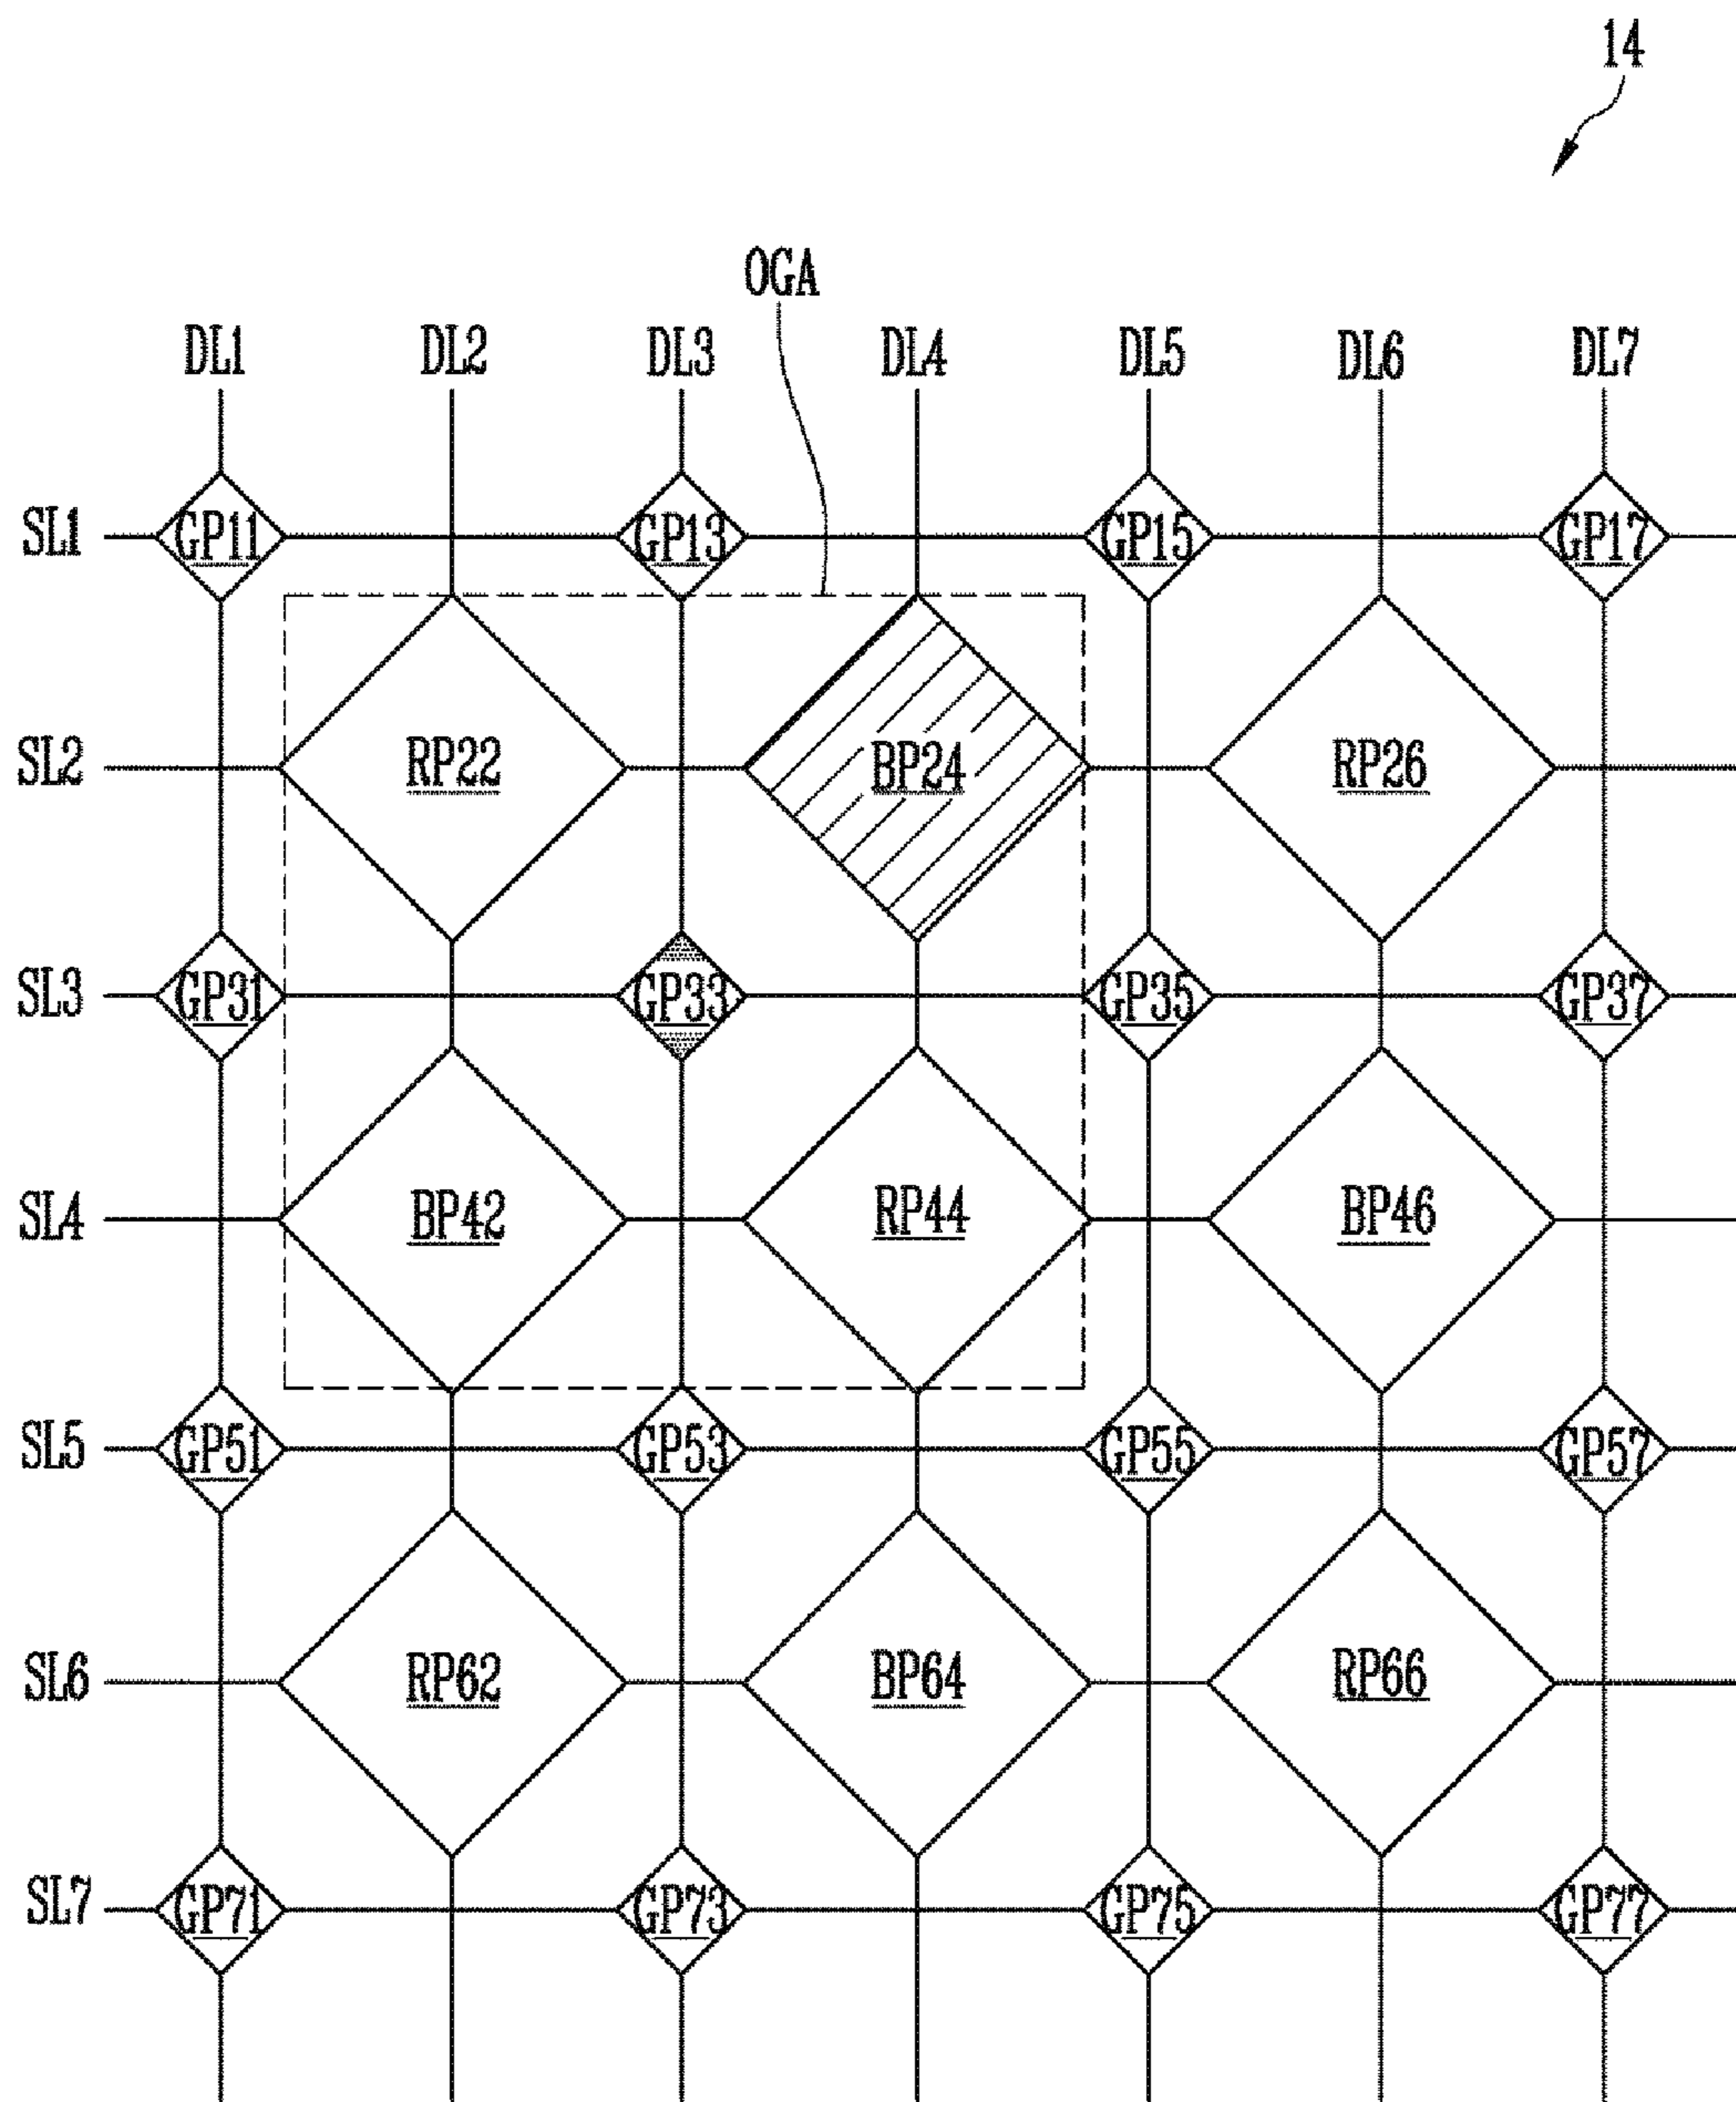 14
OGA
DL1 DL2 DL3 DL4 DL5 DL6 DL7
SL1 GP11 GP13 GP15 GP17
SL2 RP22 BP24 RP26
SL3 GP31 GP33 GP35 GP37
SL4 BP42 RP44 BP46
SL5 GP51 GP53 GP55 GP57
SL6 RP62 BP64 RP66
SL7 GP71 GP73 GP75 GP77